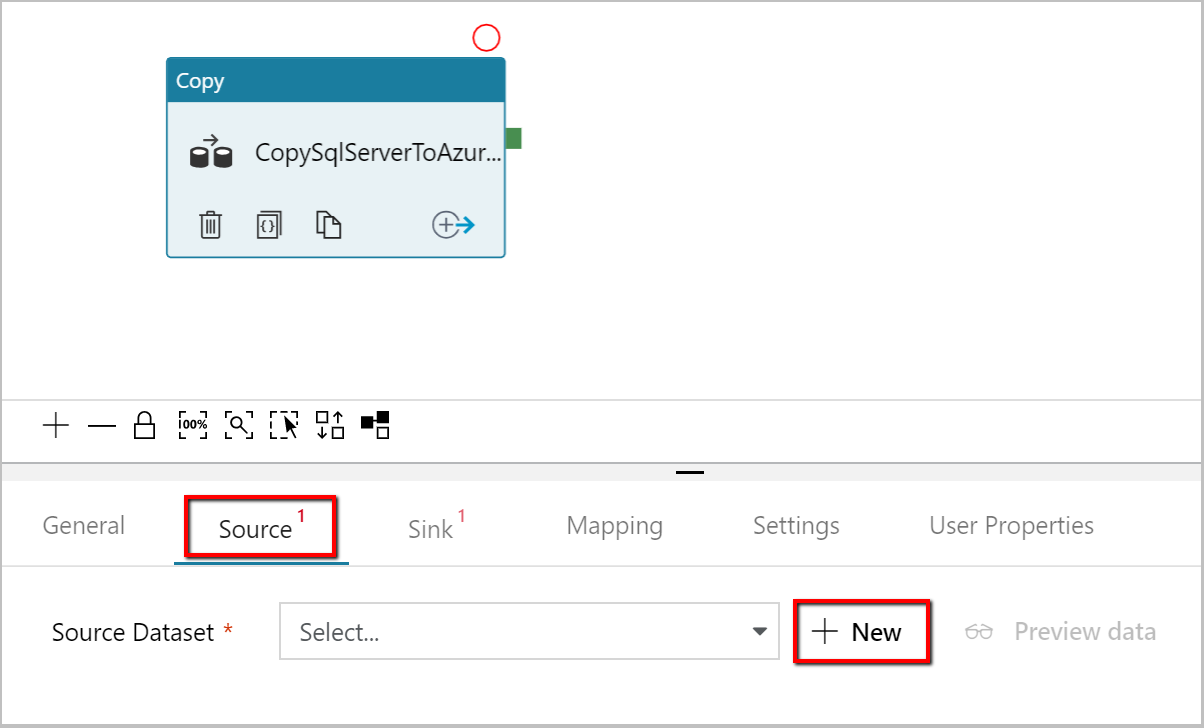 Copy
CopySqlServerToAzur...
{}
100%
General Source 1 Sink 1 Mapping Settings User Properties
Source Dataset * Select... + New Preview data